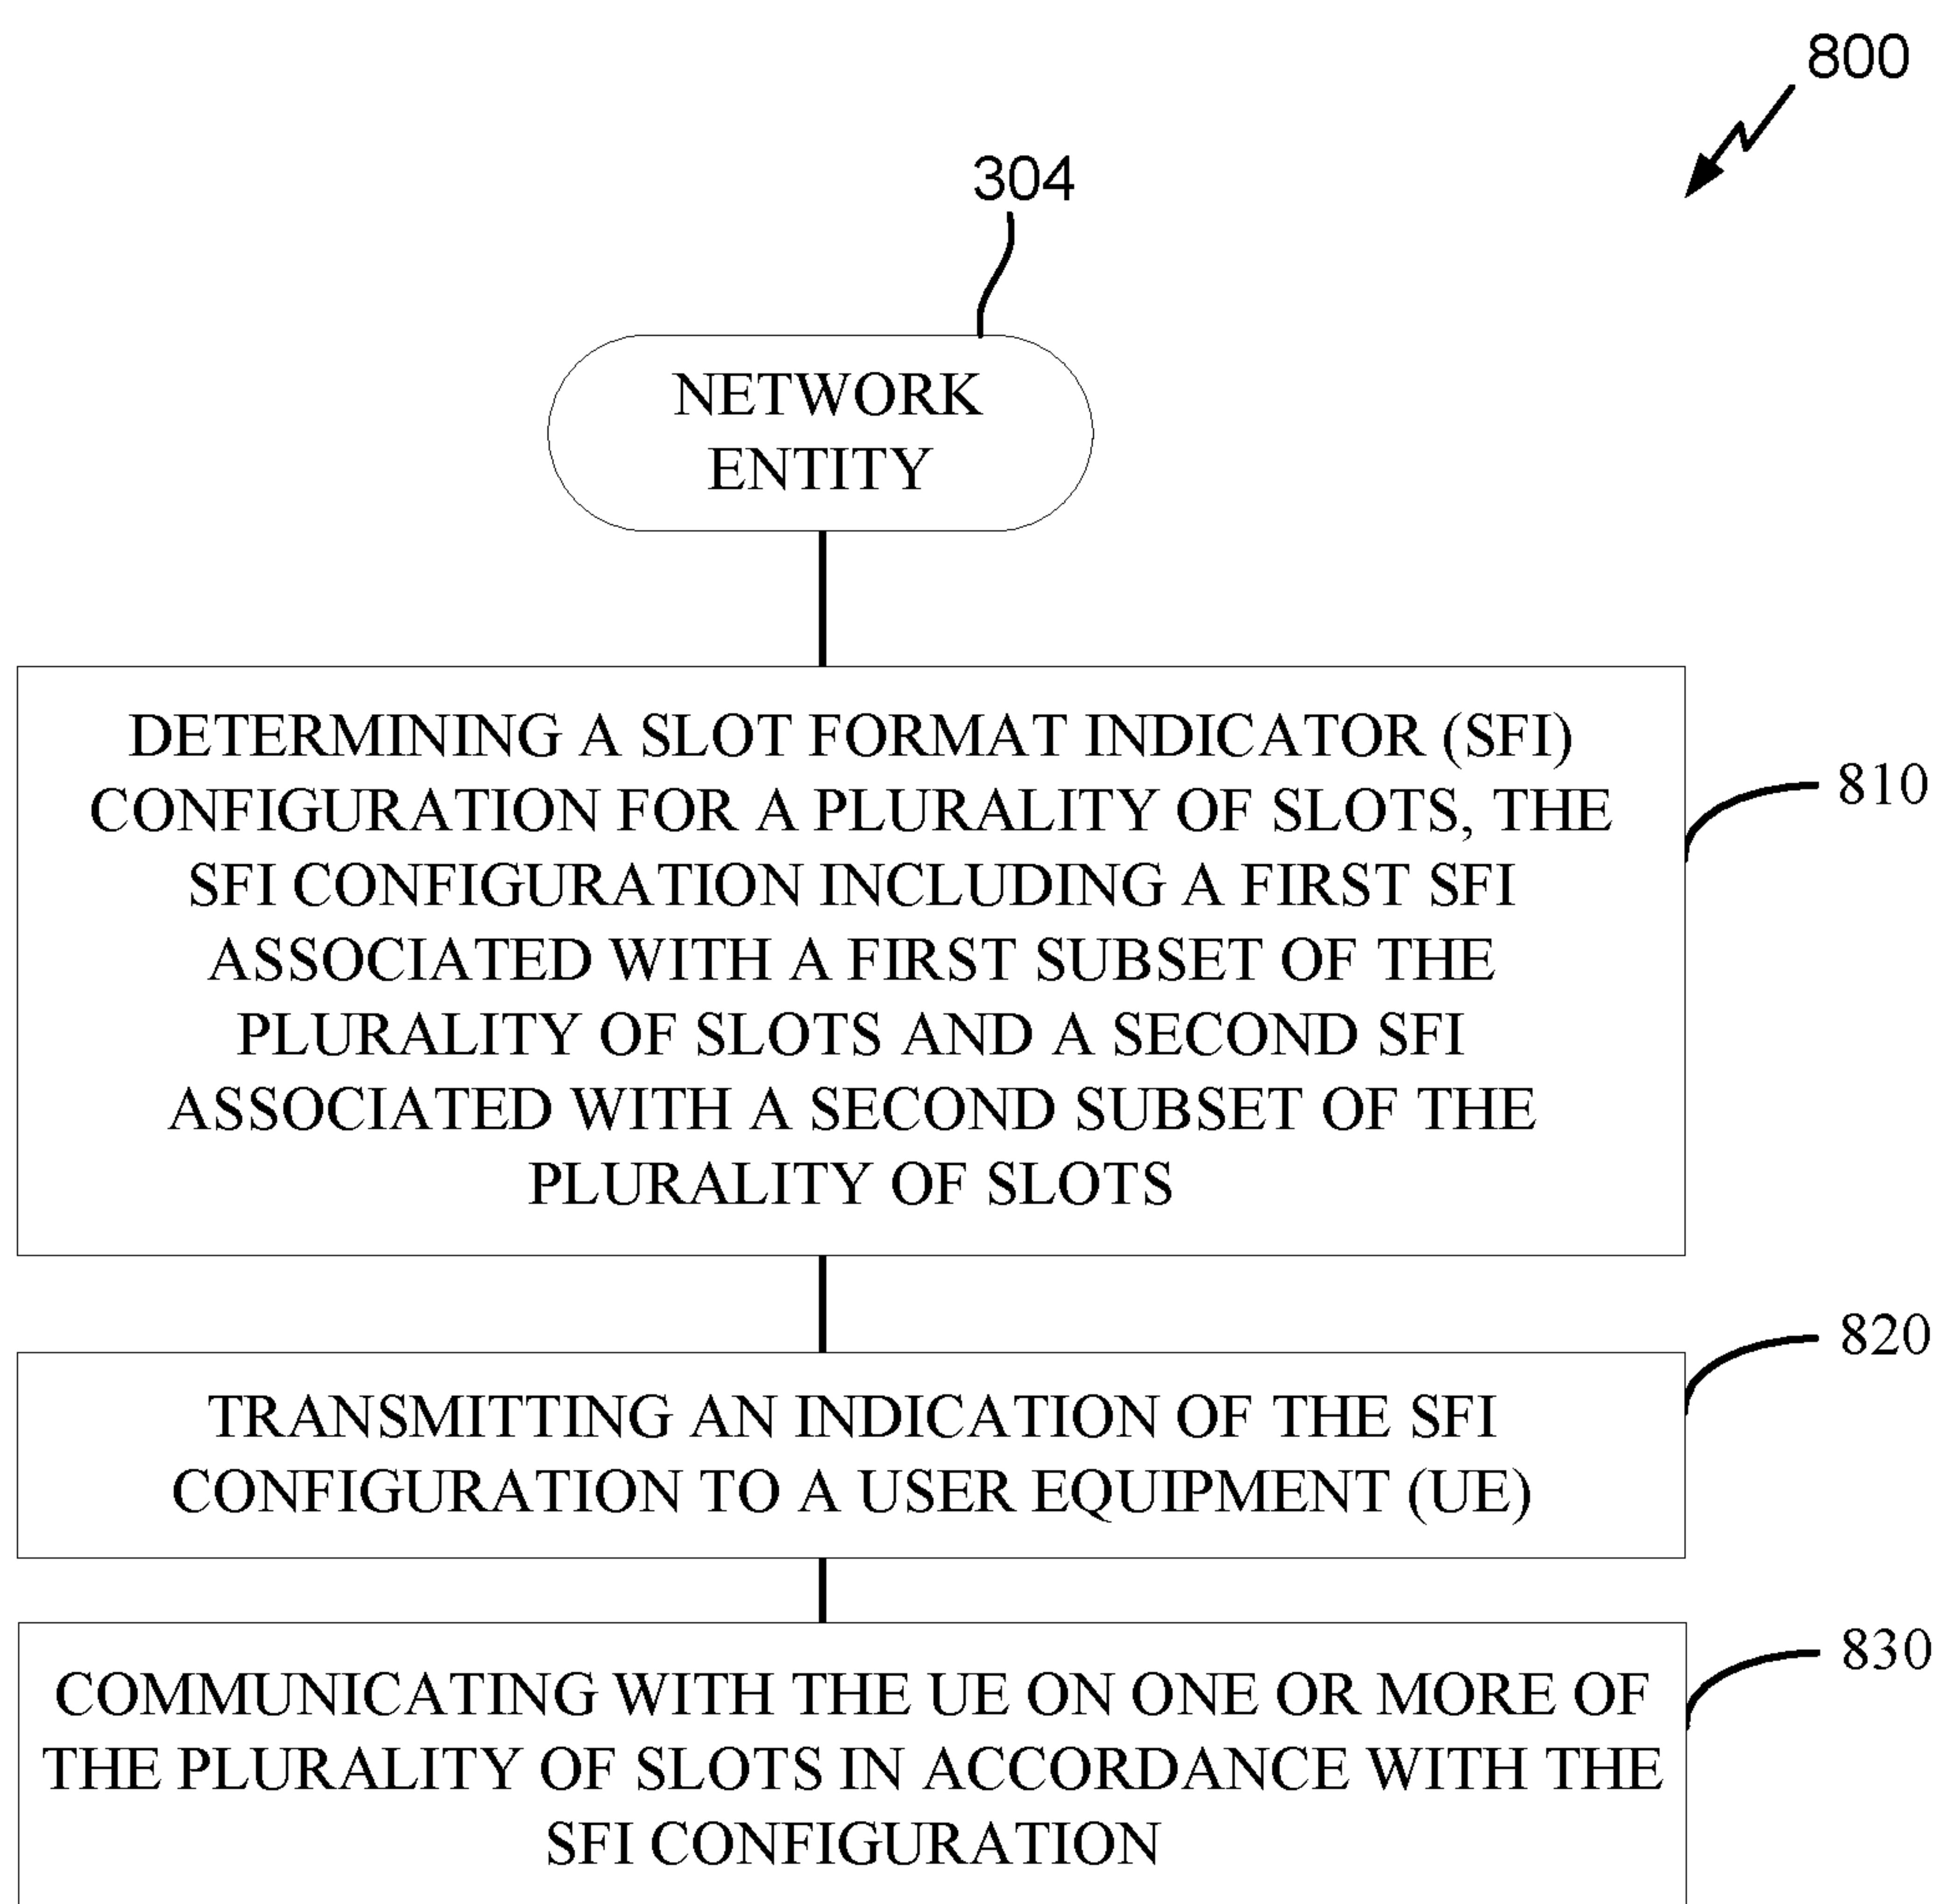 800
304
NETWORK
ENTITY
DETERMINING A SLOT FORMAT INDICATOR (SFI)
CONFIGURATION FOR A PLURALITY OF SLOTS, THE
SFI CONFIGURATION INCLUDING A FIRST SFI
ASSOCIATED WITH A FIRST SUBSET OF THE
PLURALITY OF SLOTS AND A SECOND SFI
ASSOCIATED WITH A SECOND SUBSET OF THE
PLURALITY OF SLOTS
810
TRANSMITTING AN INDICATION OF THE SFI
CONFIGURATION TO A USER EQUIPMENT (UE)
820
COMMUNICATING WITH THE UE ON ONE OR MORE OF
THE PLURALITY OF SLOTS IN ACCORDANCE WITH THE
SFI CONFIGURATION
830